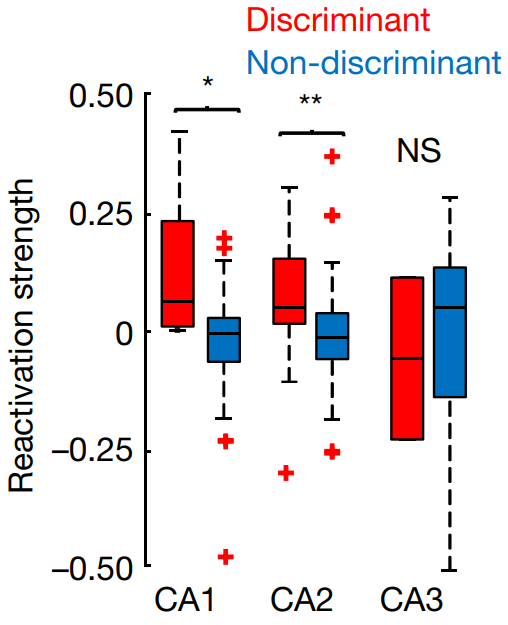 Discriminant
Non-discriminant
0.50
0.25
0
−0.25
−0.50
Reactivation strength
*
**
NS
CA1
CA2
CA3